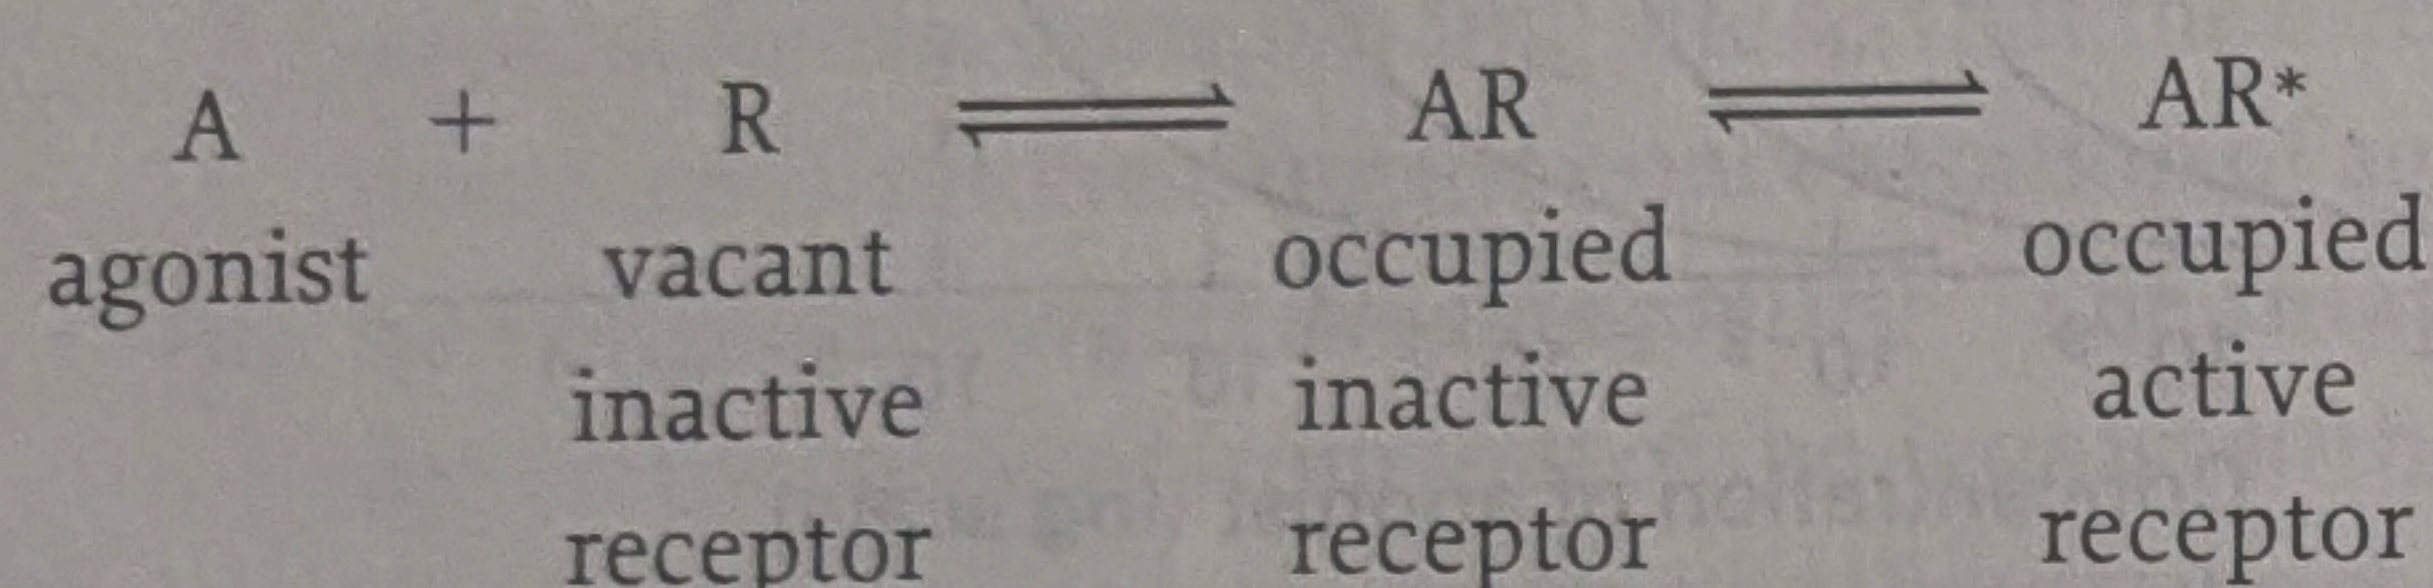 A + R ⇌ AR ⇌ AR*
agonist vacant occupied occupied
inactive inactive active
receptor receptor receptor